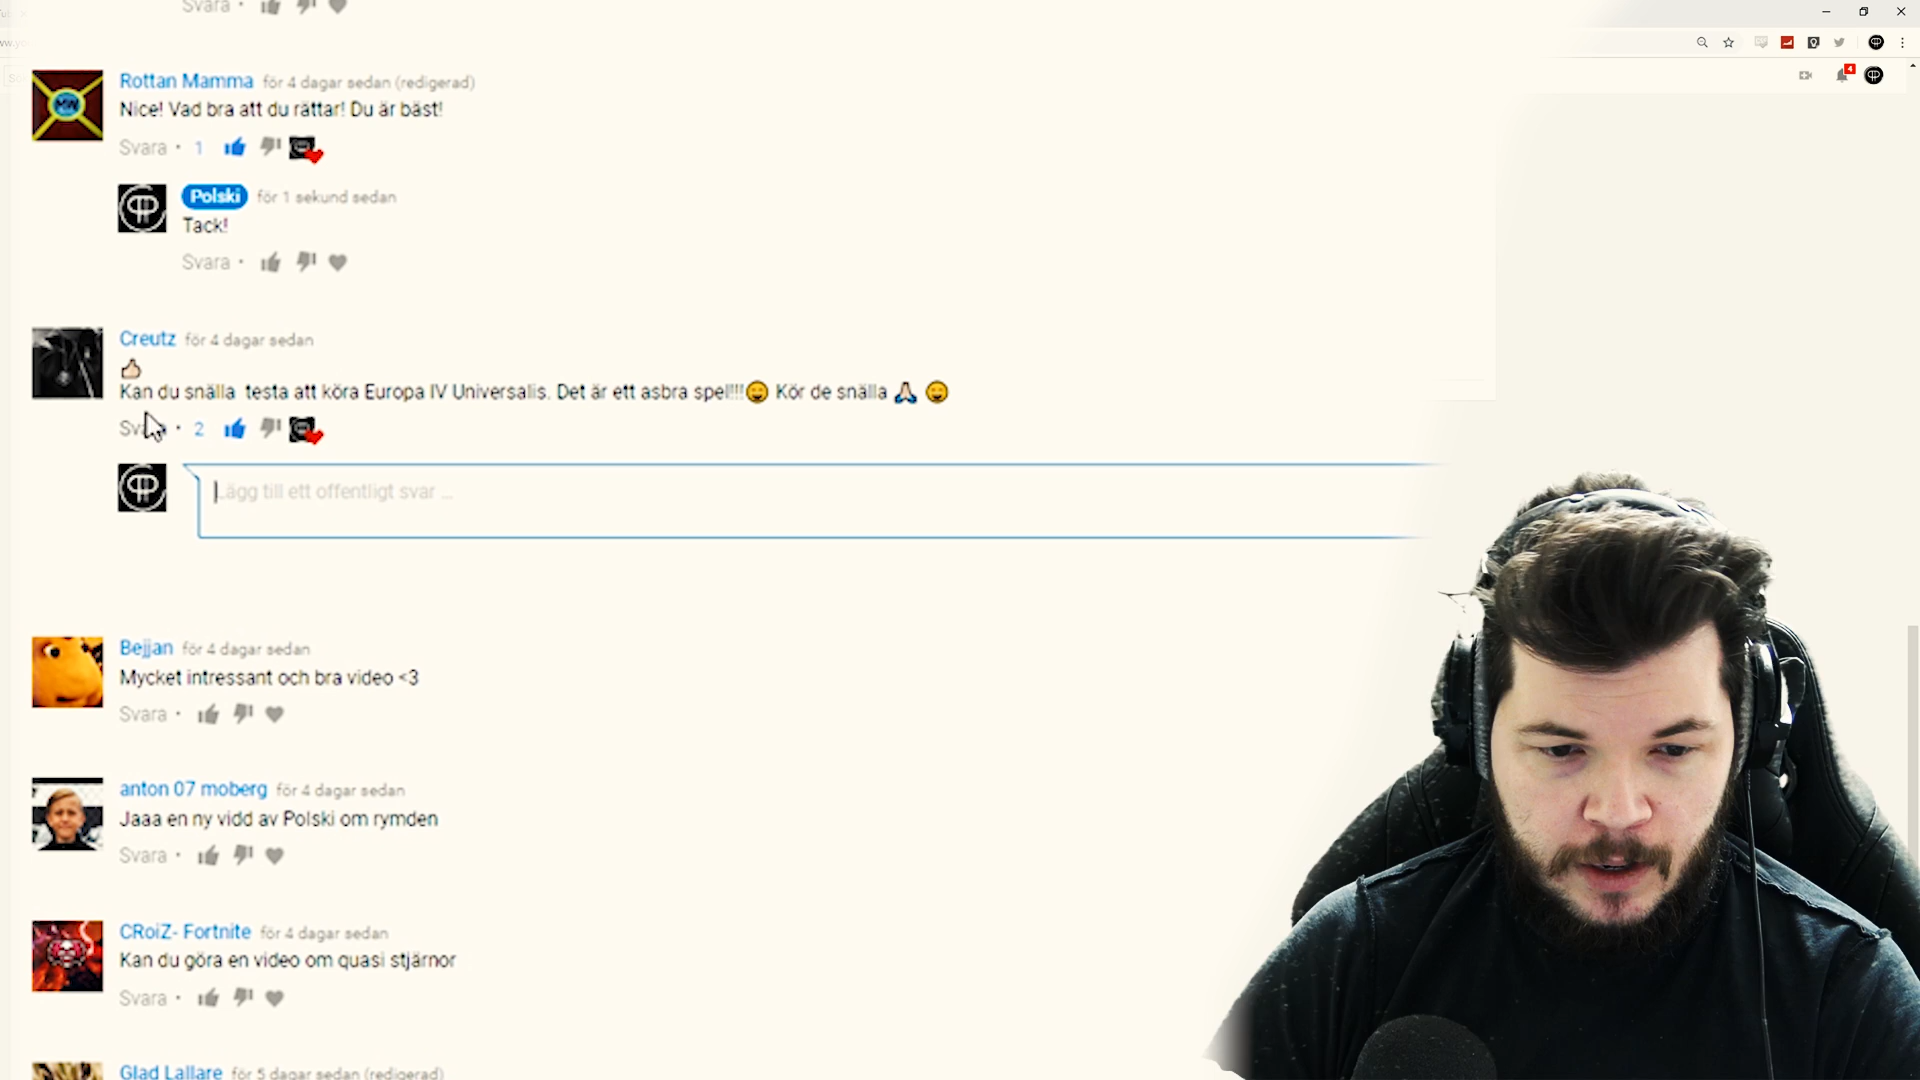 Svara •
Rottan Mamma för 4 dagar sedan (redigerad)
Nice! Vad bra att du rättar! Du är bäst!
Svara • 1
Polski för 1 sekund sedan
Tack!
Svara •
Creutz för 4 dagar sedan
👍
Kan du snälla testa att köra Europa IV Universalis. Det är ett asbra spel!!!😀 Kör de snälla 🙏 😀
• 2
Lägg till ett offentligt svar ...
Bejjan för 4 dagar sedan
Mycket intressant och bra video <3
Svara •
anton 07 moberg för 4 dagar sedan
Jaaa en ny vidd av Polski om rymden
Svara •
CRoiZ- Fortnite för 4 dagar sedan
Kan du göra en video om quasi stjärnor
Svara •
Glad Lallare för 5 dagar sedan (redigerad)
4
MW